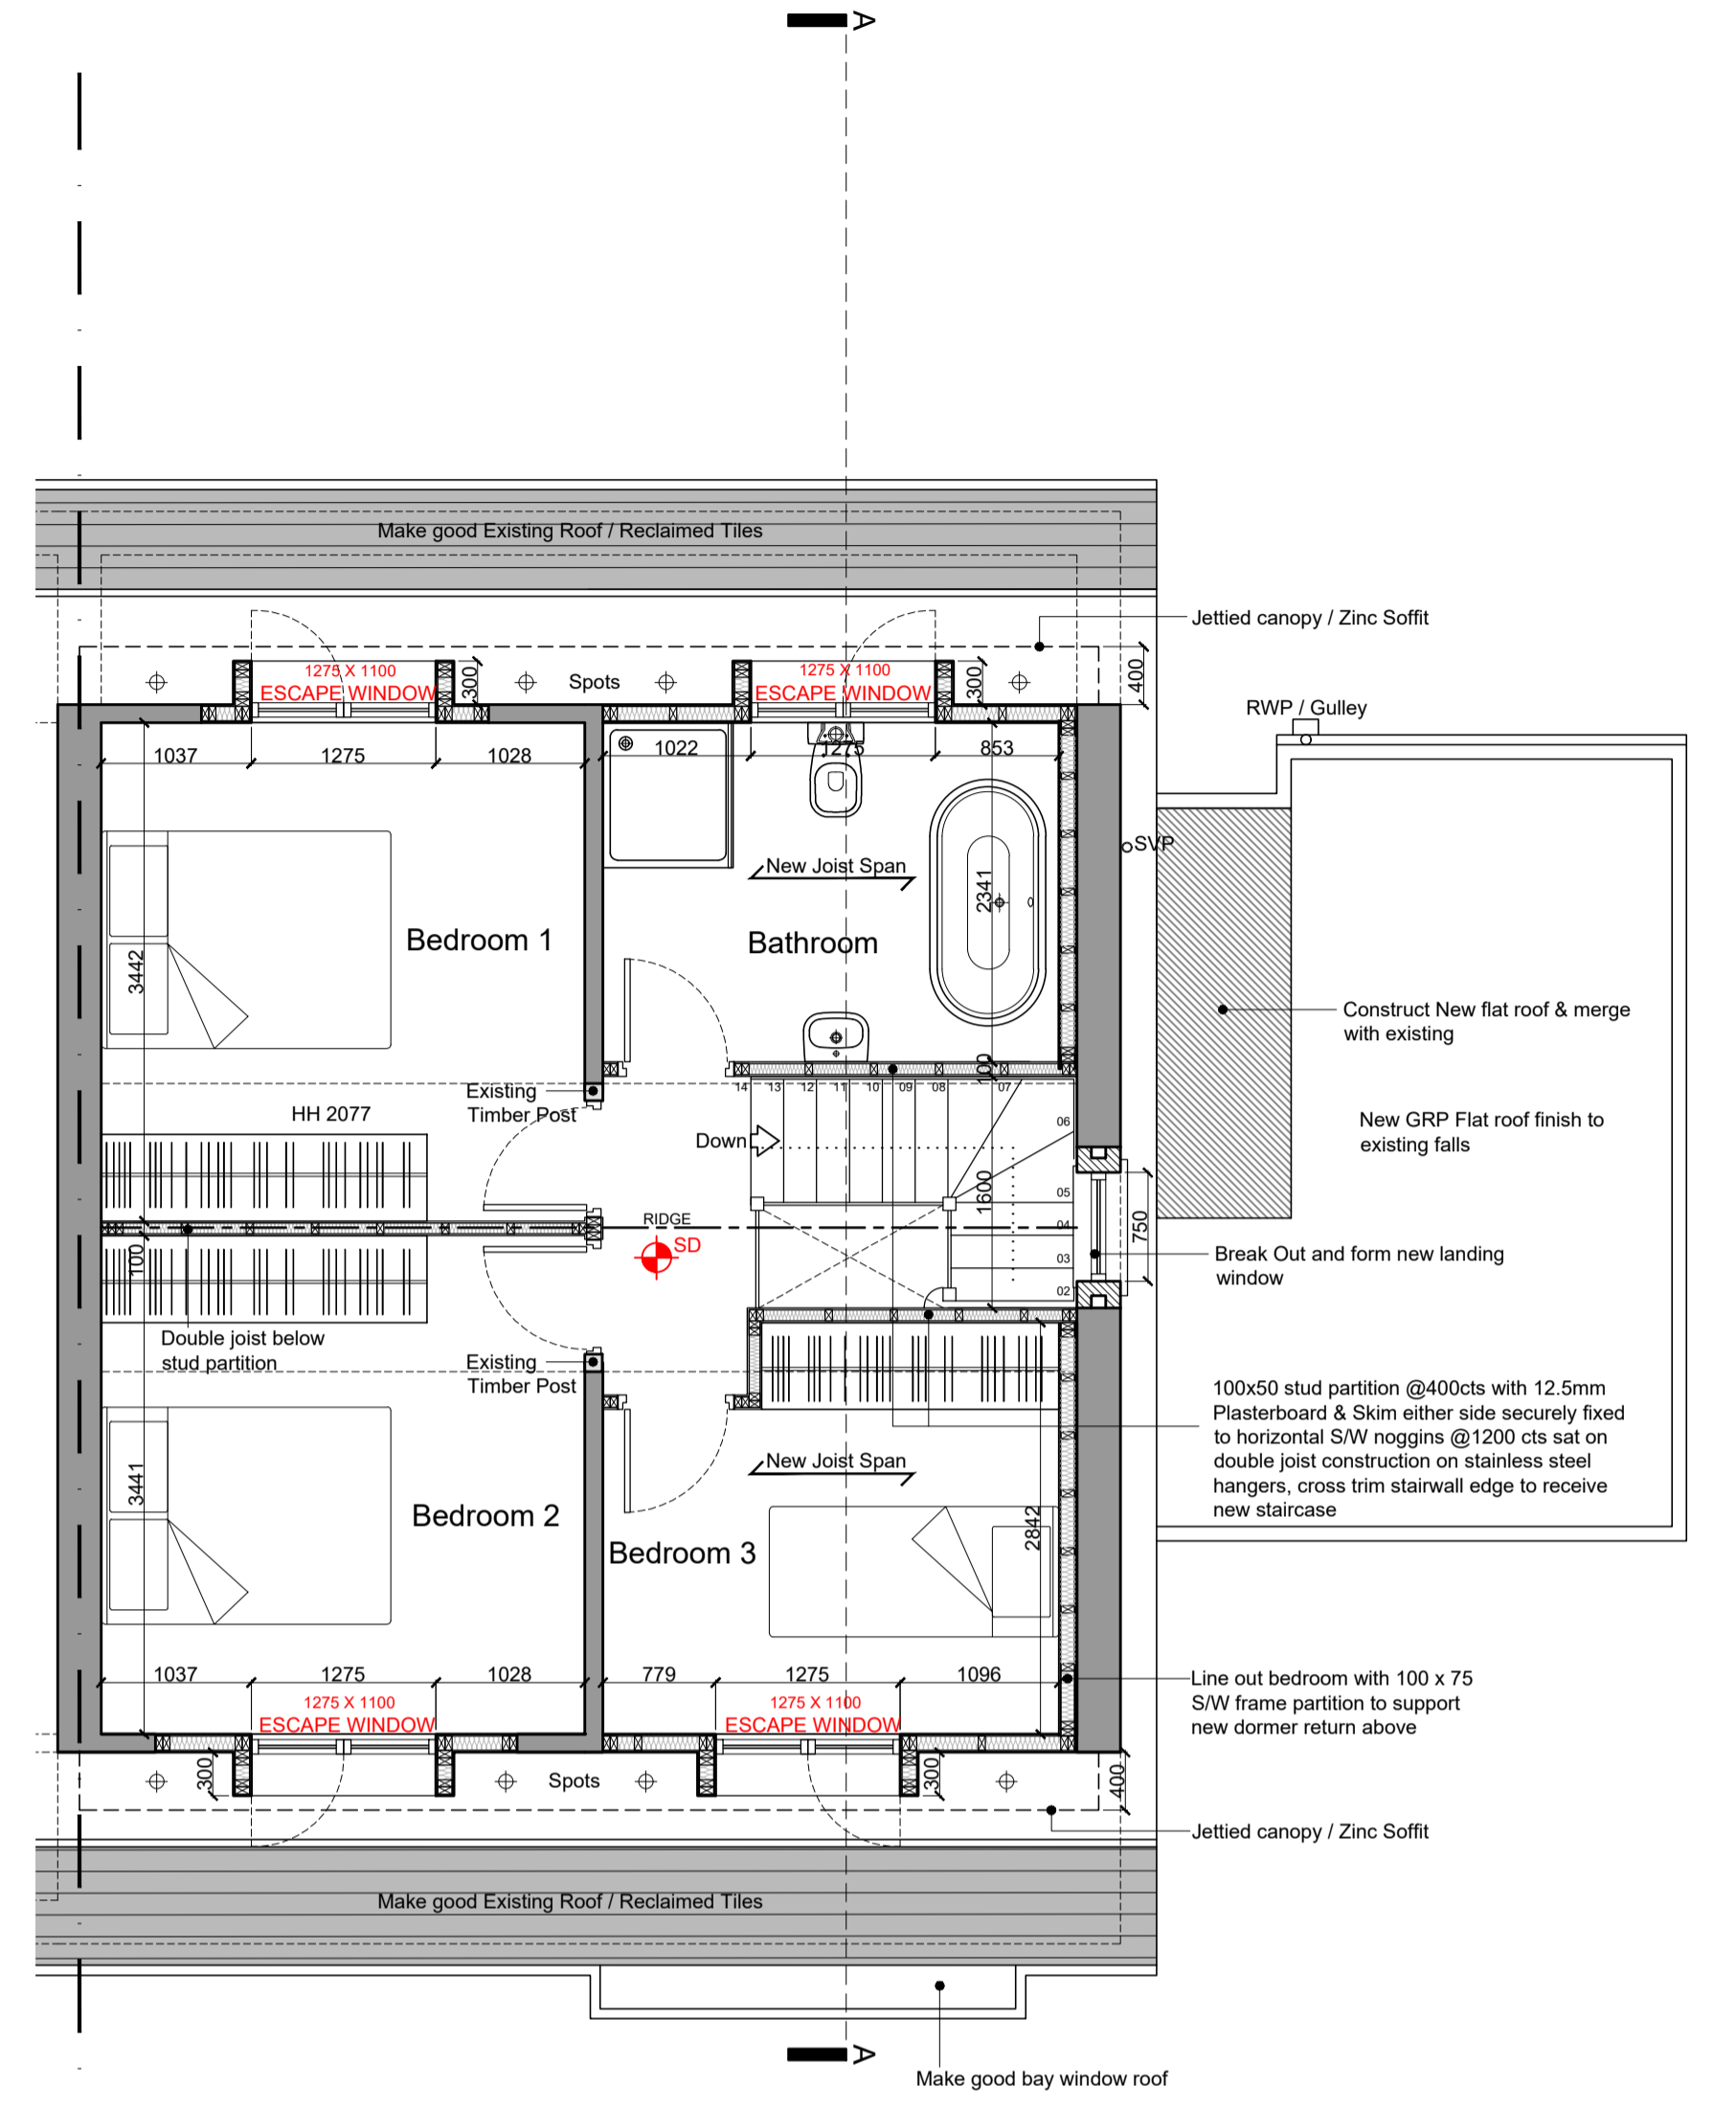 A
Make good Existing Roof / Reclaimed Tiles
Jettied canopy / Zinc Soffit
1275 X 1100
ESCAPE WINDOW
300
Spots
1275 X 1100
ESCAPE WINDOW
300
400
RWP / Gulley
1037
1275
1028
1022
1275
853
SVP
New Joist Span
2341
Bedroom 1
Bathroom
3442
Construct New flat roof & merge
with existing
100
Existing
Timber Post
HH 2077
14
13
12
11
10
09
08
07
06
05
04
03
02
Down
New GRP Flat roof finish to
existing falls
1600
RIDGE
SD
750
100
Break Out and form new landing
window
Double joist below
stud partition
Existing
Timber Post
100x50 stud partition @400cts with 12.5mm
Plasterboard & Skim either side securely fixed
to horizontal S/W noggins @1200 cts sat on
double joist construction on stainless steel
hangers, cross trim stairwall edge to receive
new staircase
New Joist Span
3441
Bedroom 2
2842
Bedroom 3
1037
1275
1028
779
1275
1096
Line out bedroom with 100 x 75
S/W frame partition to support
new dormer return above
1275 X 1100
ESCAPE WINDOW
1275 X 1100
ESCAPE WINDOW
300
Spots
300
400
Jettied canopy / Zinc Soffit
Make good Existing Roof / Reclaimed Tiles
A
Make good bay window roof